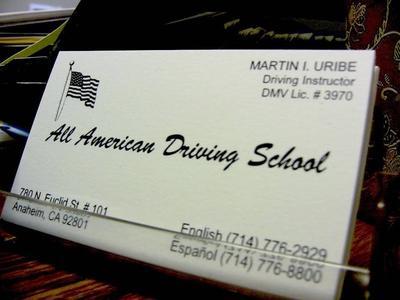 MARTIN I. URIBE
Driving Instructor
DMV Lic. # 3970
All American Driving School
780 N. Euclid St. # 101
Anaheim, CA 92801
English (714) 776-2929
Español (714) 776-8800